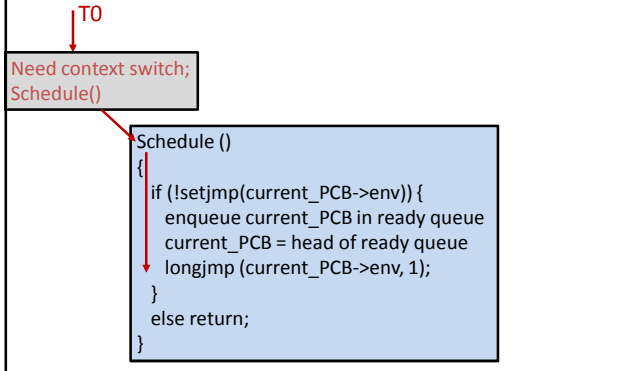 T0
Need context switch;
Schedule()
Schedule ()
{
if (!setjmp(current_PCB->env)) {
enqueue current_PCB in ready queue
current_PCB = head of ready queue
longjmp (current_PCB->env, 1);
}
else return;
}